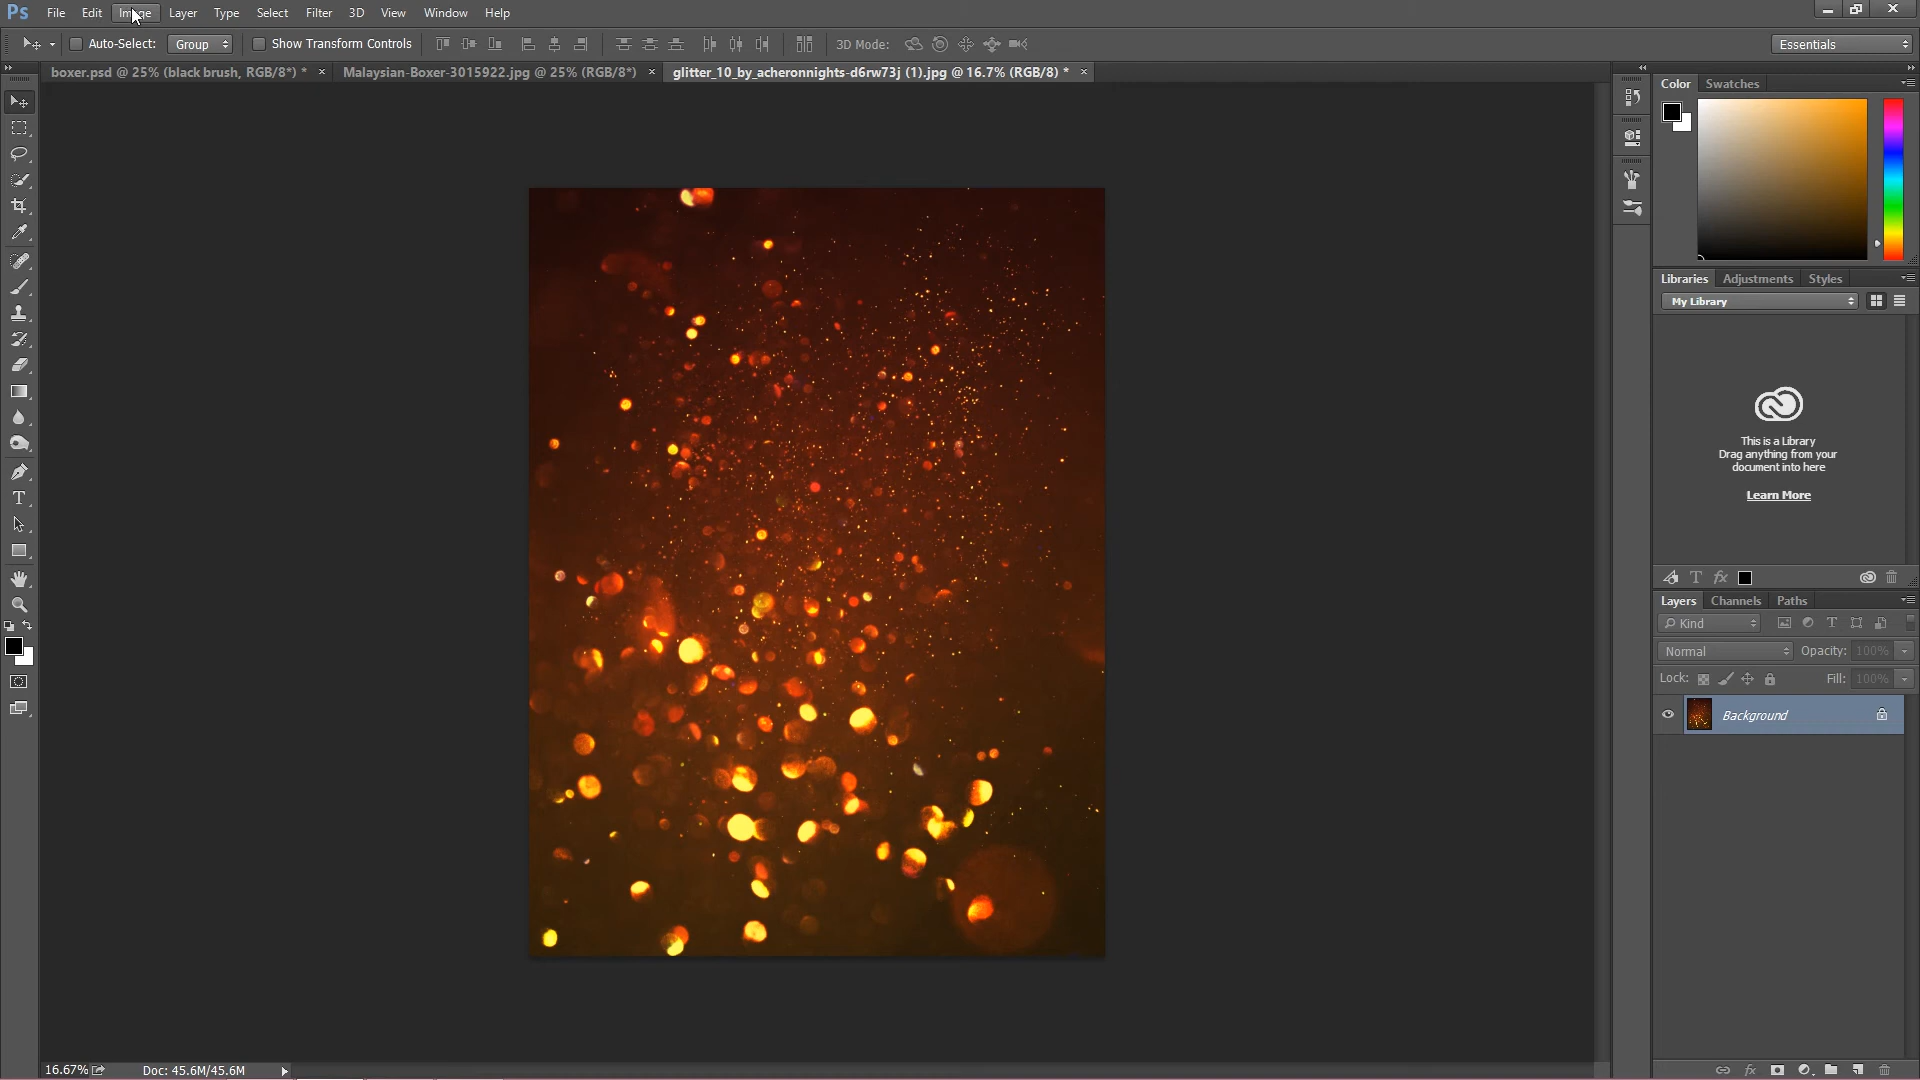 Ps File Edit Image Layer Type Select Filter 3D View Window Help
Auto-Select: Group Show Transform Controls 3D Mode: Essentials
boxer.psd @ 25% (black brush, RGB/8*) * × Malaysian-Boxer-3015922.jpg @ 25% (RGB/8*) × glitter_10_by_acheronnights-d6rw73j (1).jpg @ 16.7% (RGB/8) * ×
Color Swatches
Libraries Adjustments Styles
My Library
This is a Library
Drag anything from your
document into here
Learn More
T fx
Layers Channels Paths
Kind T
Normal Opacity: 100%
Lock: Fill: 100%
Background
T
16.67% Doc: 45.6M/45.6M
fx